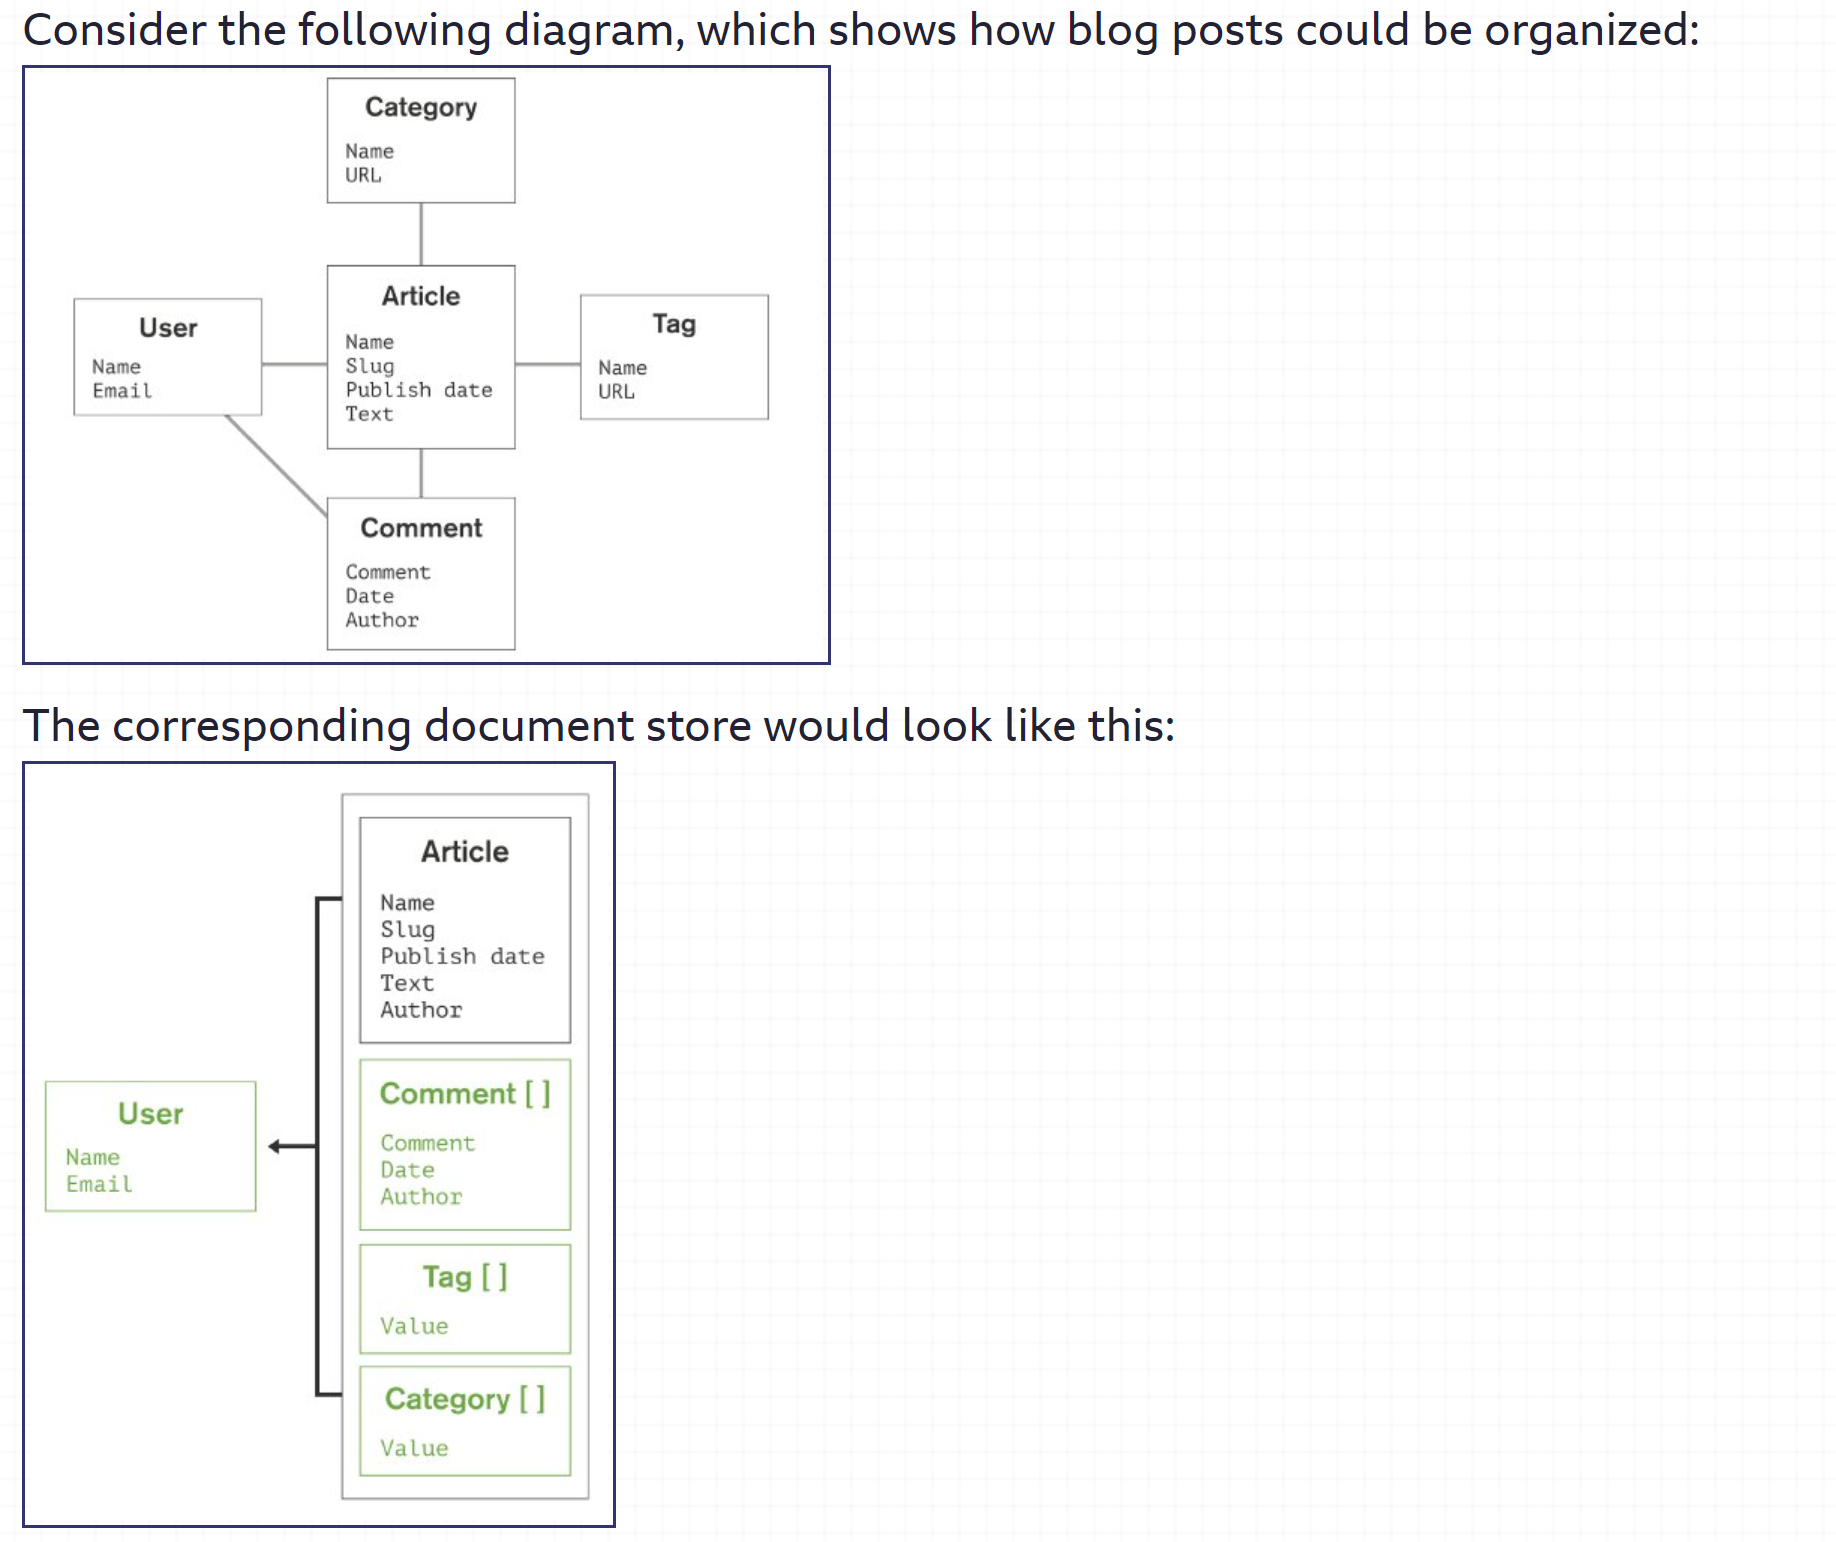 Consider the following diagram, which shows how blog posts could be organized:
Category
Name
URL
Article
Name
Slug
Publish date
Text
User
Name
Email
Tag
Name
URL
Comment
Comment
Date
Author
The corresponding document store would look like this:
Article
Name
Slug
Publish date
Text
Author
User
Name
Email
Comment [ ]
Comment
Date
Author
Tag [ ]
Value
Category [ ]
Value